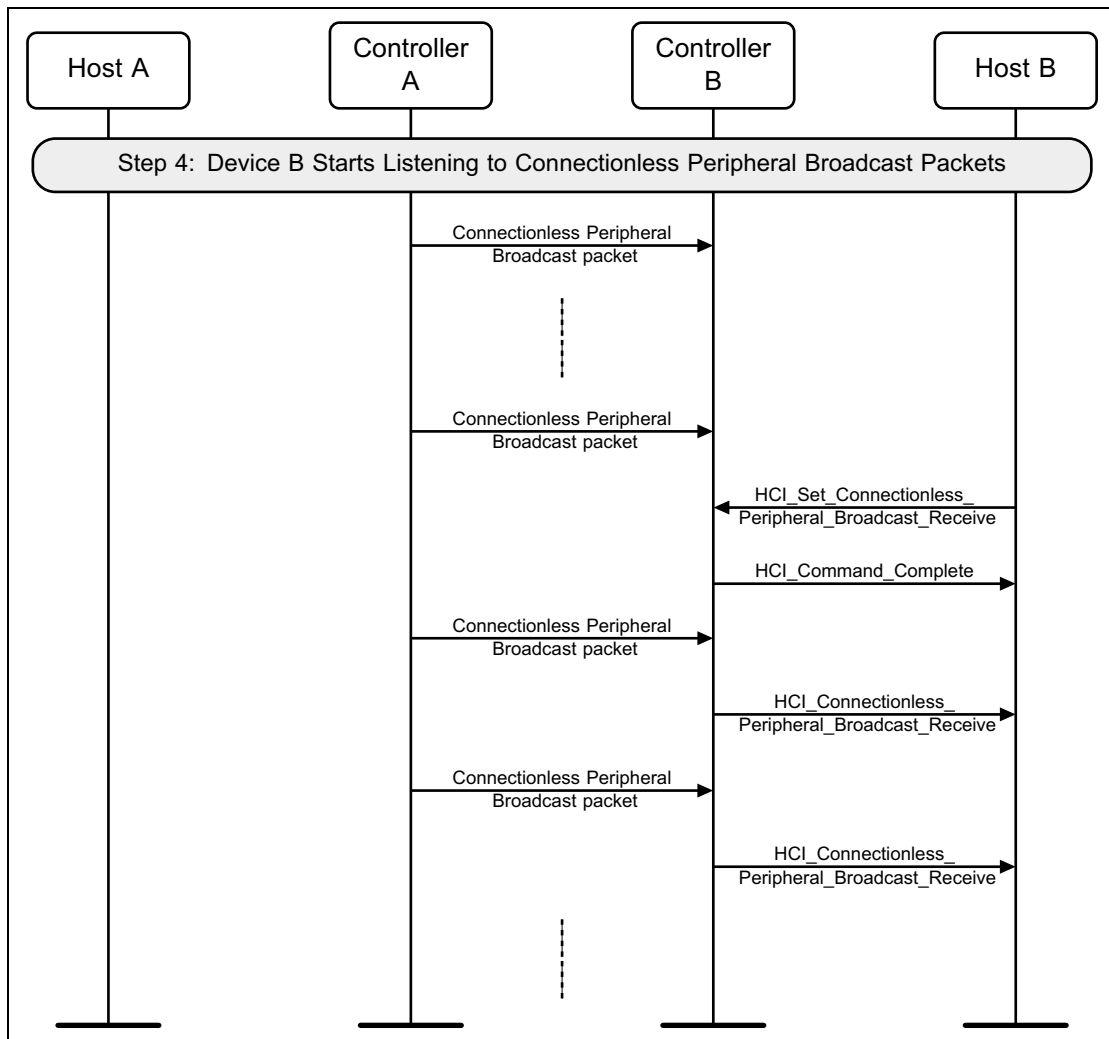 Host A
Controller
A
Controller
B
Host B
Step 4: Device B Starts Listening to Connectionless Peripheral Broadcast Packets
Connectionless Peripheral
Broadcast packet
Connectionless Peripheral
Broadcast packet
HCI_Set_Connectionless_
Peripheral_Broadcast_Receive
HCI_Command_Complete
Connectionless Peripheral
Broadcast packet
HCI_Connectionless_
Peripheral_Broadcast_Receive
Connectionless Peripheral
Broadcast packet
HCI_Connectionless_
Peripheral_Broadcast_Receive